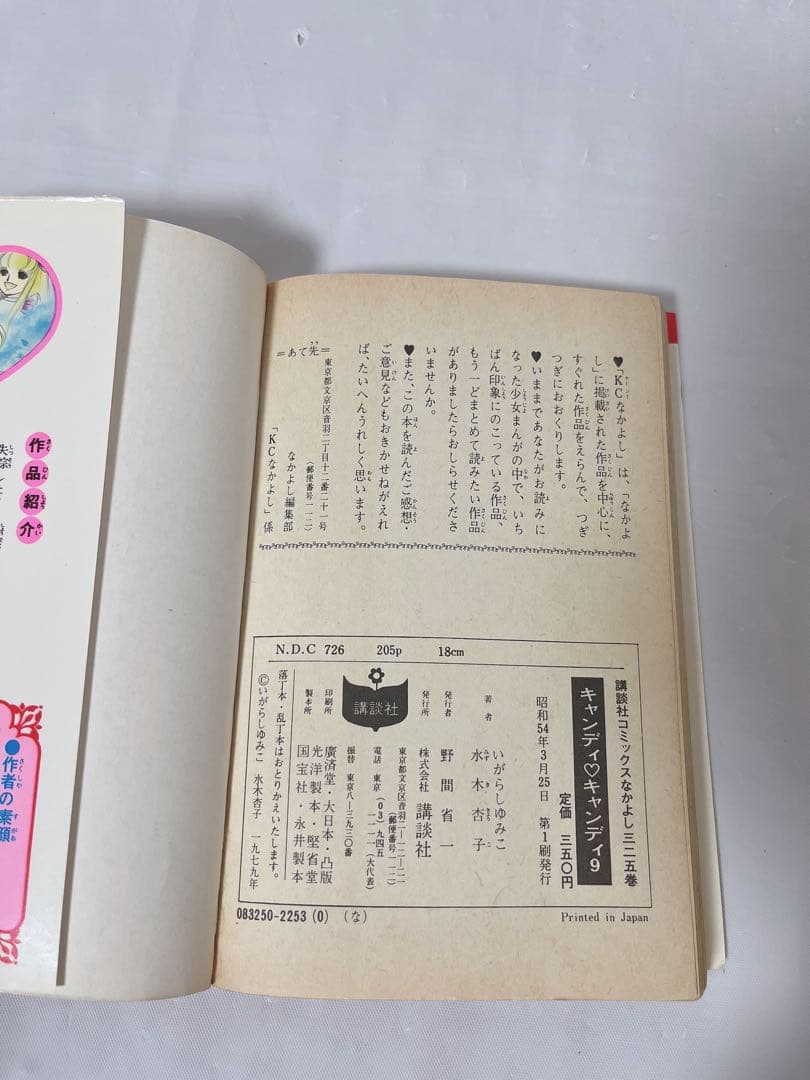 ♥「KCなかよし」は、「なかよ
し」に掲載された作品を中心に、
すぐれた作品をえらんで、つぎ
つぎにおおくりします。
♥いままであなたがお読みに
なった少女まんがの中で、いち
ばん印象にのこっている作品、
もう一どまとめて読みたい作品
がありましたらおしらせくださ
いませんか。
♥また、この本を読んだご感想・
ご意見などもおきかせねがえれ
ば、たいへんうれしく思います。
=あて先=
東京都文京区音羽二丁目十二番二十一号
(郵便番号一一二)
なかよし編集部
「KCなかよし」係
N.D.C 726 205p 18cm
講談社コミックスなかよし三二五巻
キャンディ♡キャンディ9
定価 三五〇円
昭和54年3月25日 第1刷発行
著者 いがらしゆみこ
水木杏子
発行者 野間省一
発行所 株式会社 講談社
東京都文京区音羽二―一二―二一
(郵便番号一一二)
電話 東京(03)九四五
一一一一(大代表)
振替 東京八―三九三〇番
講談社
印刷所 廣済堂・大日本・凸版
製本所 光洋製本・堅省堂
国宝社・永井製本
落丁本・乱丁本はおとりかえいたします。
©いがらしゆみこ 水木杏子 一九七九年
083250-2253(0) (な)
Printed in Japan
作品紹介
●作者の素顔